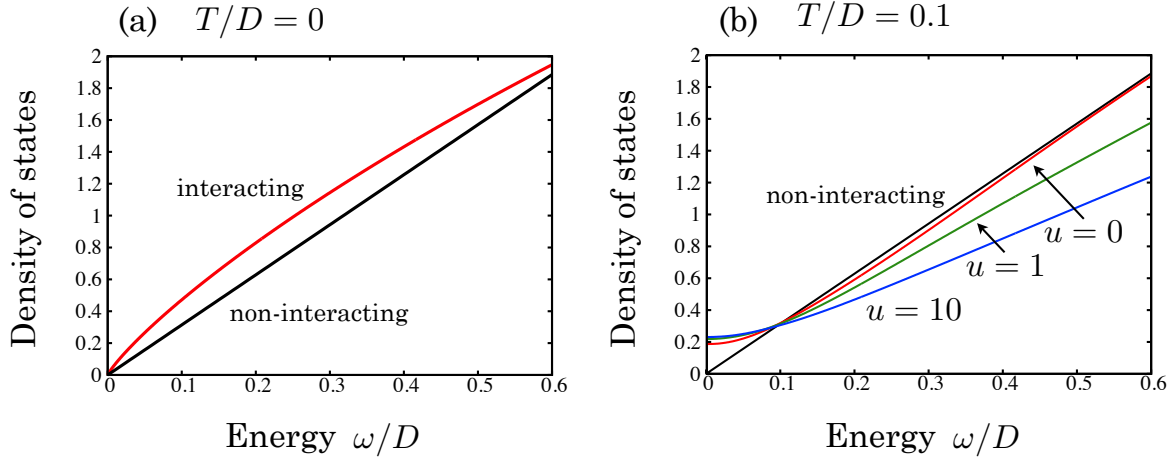 (a) T/D = 0
Density of states
2
1.8
1.6
1.4
1.2
1
0.8
0.6
0.4
0.2
0
interacting
non-interacting
0 0.1 0.2 0.3 0.4 0.5 0.6
Energy ω/D
(b) T/D = 0.1
Density of states
2
1.8
1.6
1.4
1.2
1
0.8
0.6
0.4
0.2
0
non-interacting
u = 0
u = 1
u = 10
0 0.1 0.2 0.3 0.4 0.5 0.6
Energy ω/D